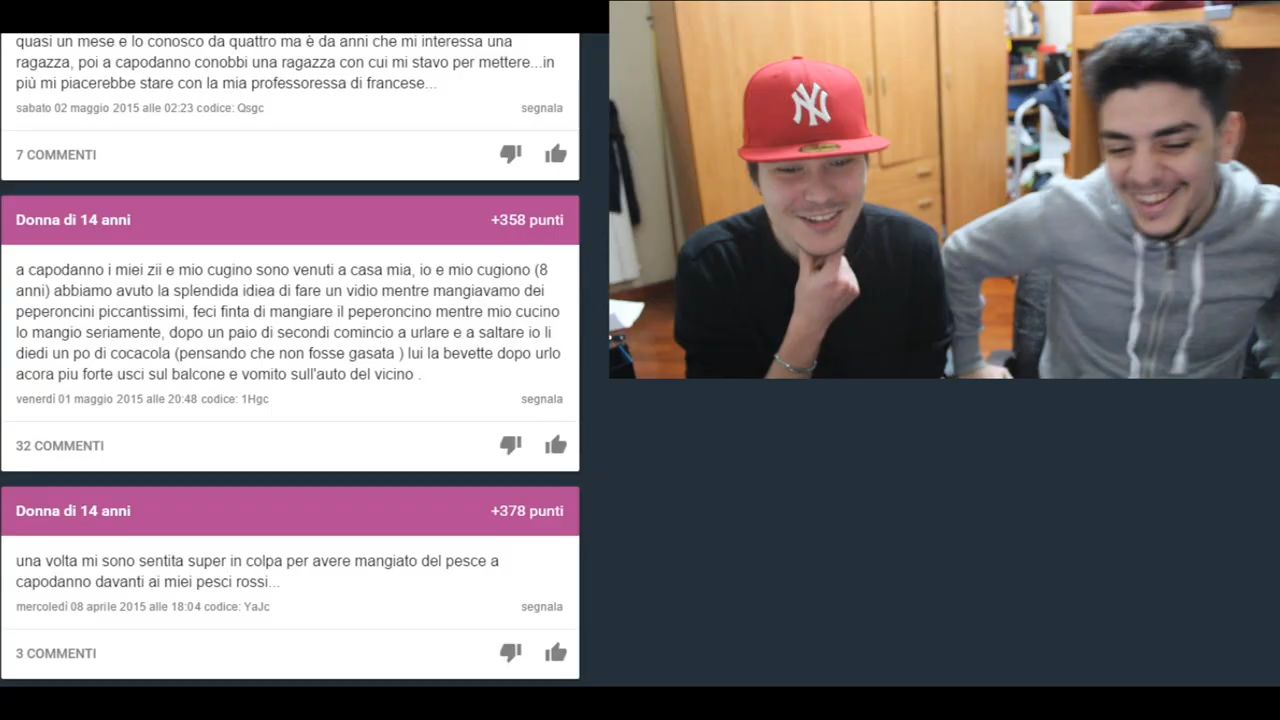 quasi un mese e lo conosco da quattro ma è da anni che mi interessa una
ragazza, poi a capodanno conobbi una ragazza con cui mi stavo per mettere...in
più mi piacerebbe stare con la mia professoressa di francese...
sabato 02 maggio 2015 alle 02:23 codice: Qsgc segnala
7 COMMENTI
Donna di 14 anni +358 punti
a capodanno i miei zii e mio cugino sono venuti a casa mia, io e mio cugiono (8
anni) abbiamo avuto la splendida idiea di fare un vidio mentre mangiavamo dei
peperoncini piccantissimi, feci finta di mangiare il peperoncino mentre mio cucino
lo mangio seriamente, dopo un paio di secondi comincio a urlare e a saltare io li
diedi un po di cocacola (pensando che non fosse gasata ) lui la bevette dopo urlo
acora piu forte usci sul balcone e vomito sull'auto del vicino .
venerdì 01 maggio 2015 alle 20:48 codice: 1Hgc segnala
32 COMMENTI
Donna di 14 anni +378 punti
una volta mi sono sentita super in colpa per avere mangiato del pesce a
capodanno davanti ai miei pesci rossi...
mercoledì 08 aprile 2015 alle 18:04 codice: YaJc segnala
3 COMMENTI
NY